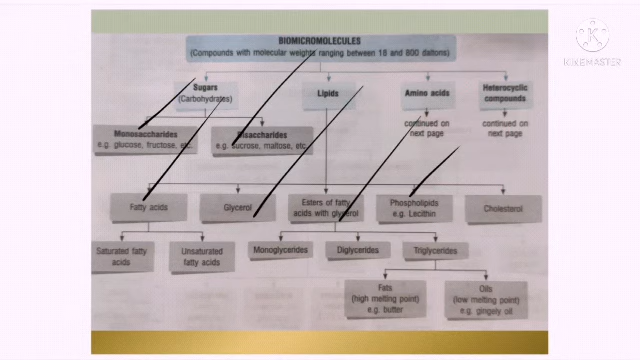 BIOMICROMOLECULES
(Compounds with molecular weights ranging between 18 and 800 daltons)
Sugars
(Carbohydrates)
Lipids
Amino acids
Heterocyclic
compounds
continued on
next page
continued on
next page
Monosaccharides
e.g. glucose, fructose, etc.
Disaccharides
e.g. sucrose, maltose, etc.
Fatty acids
Glycerol
Esters of fatty
acids with glycerol
Phospholipids
e.g. Lecithin
Cholesterol
Saturated fatty
acids
Unsaturated
fatty acids
Monoglycerides
Diglycerides
Triglycerides
Fats
(high melting point)
e.g. butter
Oils
(low melting point)
e.g. gingely oil
KINEMASTER